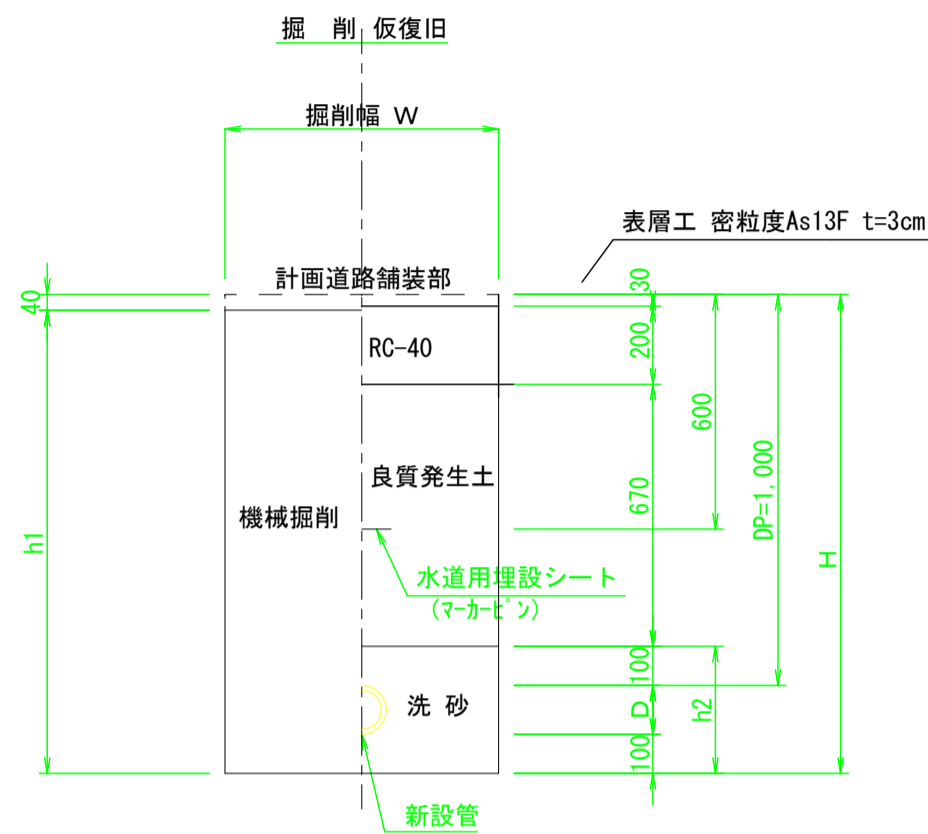 掘 削 仮復旧
掘削幅 W
表層工 密粒度As13F t=3cm
計画道路舗装部
40
30
RC-40
200
600
良質発生土
670
DP=1,000
機械掘削
h1
H
水道用埋設シート
(マーカーピン)
100
洗 砂
D
h2
100
新設管